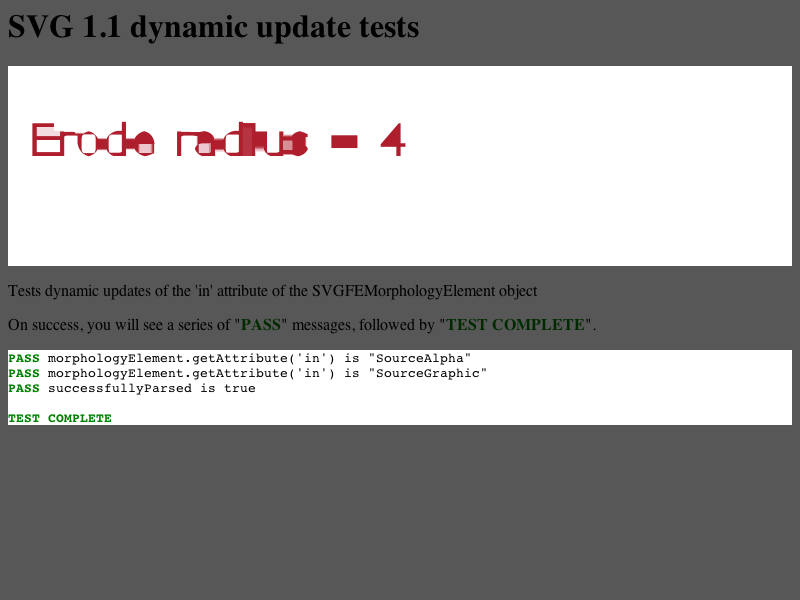 SVG 1.1 dynamic update tests
Erode radius = 4
Tests dynamic updates of the 'in' attribute of the SVGFEMorphologyElement object
On success, you will see a series of "PASS" messages, followed by "TEST COMPLETE".
PASS morphologyElement.getAttribute('in') is "SourceAlpha"
PASS morphologyElement.getAttribute('in') is "SourceGraphic"
PASS successfullyParsed is true
TEST COMPLETE